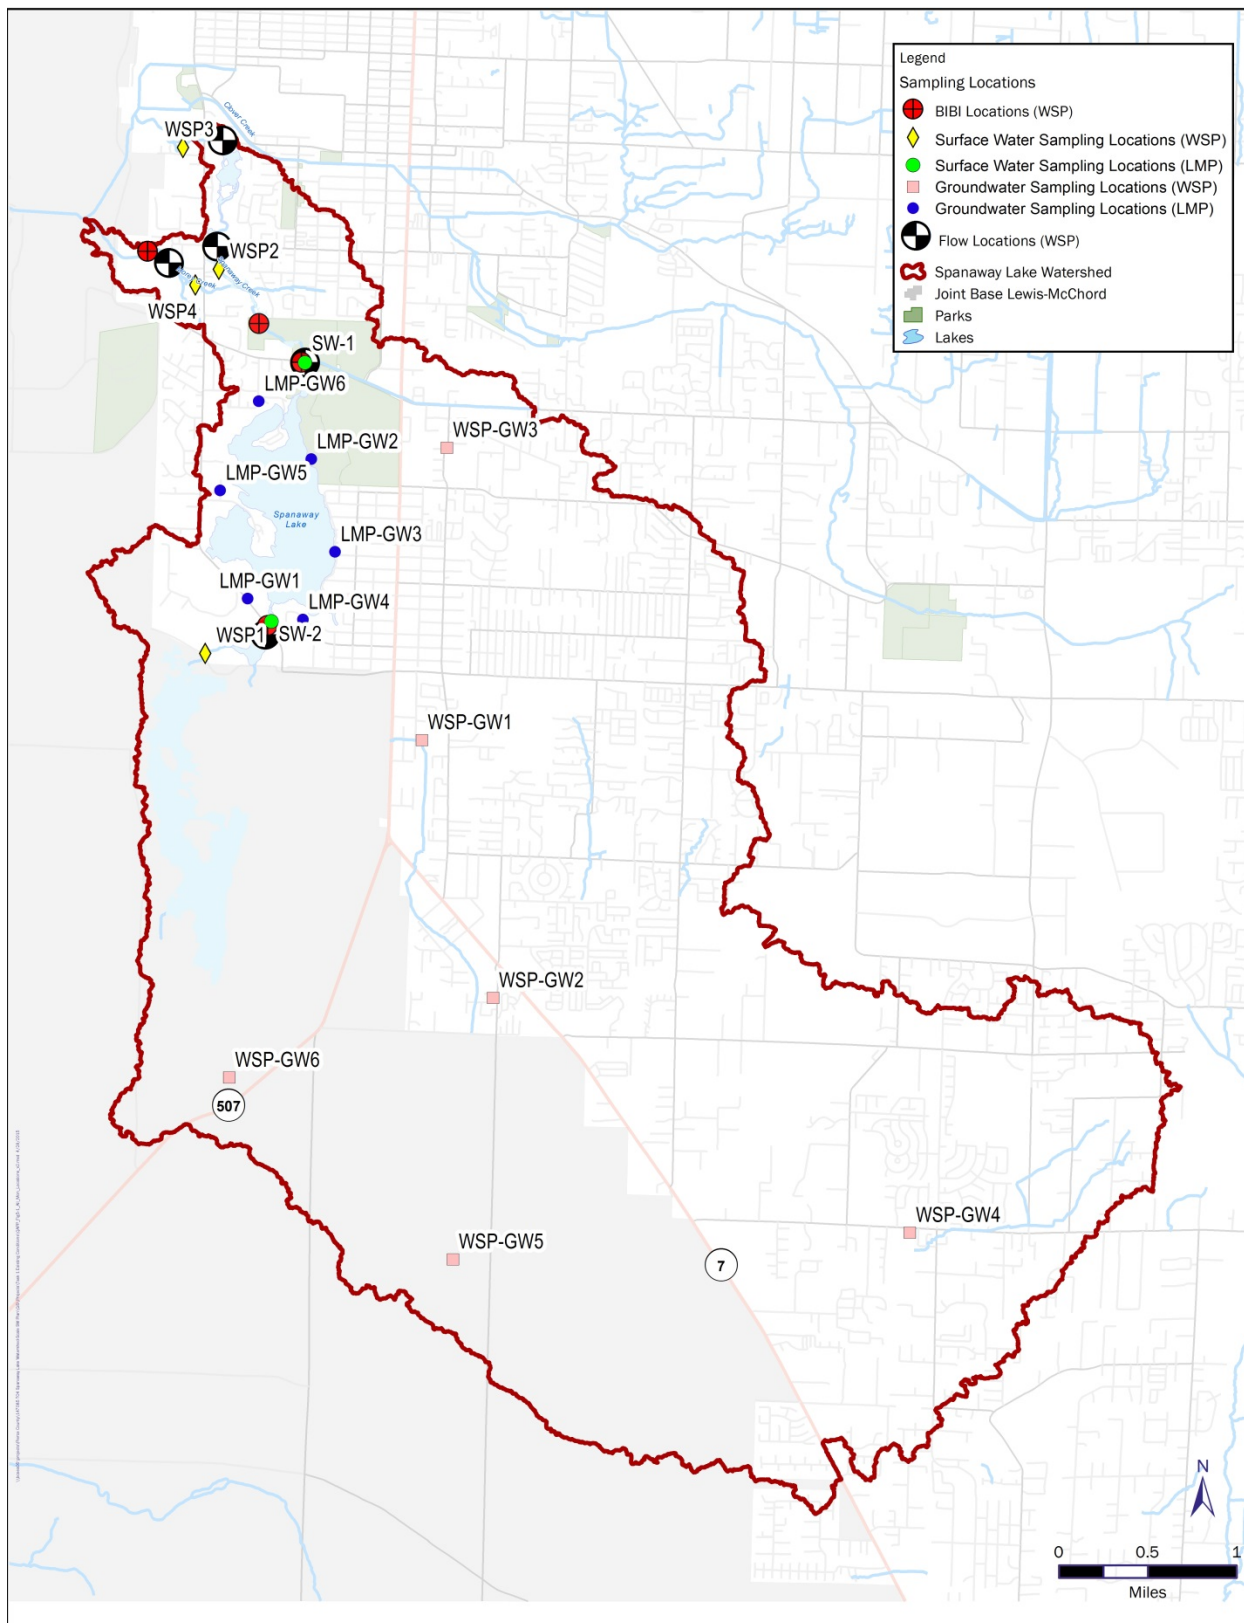 Legend
Sampling Locations
BIBI Locations (WSP)
Surface Water Sampling Locations (WSP)
Surface Water Sampling Locations (LMP)
Groundwater Sampling Locations (WSP)
Groundwater Sampling Locations (LMP)
Flow Locations (WSP)
Spanaway Lake Watershed
Joint Base Lewis-McChord
Parks
Lakes
Clover Creek
WSP3
WSP2
Spanaway Creek
WSP4
SW-1
LMP-GW6
WSP-GW3
LMP-GW2
LMP-GW5
Spanaway
Lake
LMP-GW3
LMP-GW1
LMP-GW4
WSP1
SW-2
WSP-GW1
WSP-GW2
WSP-GW6
507
WSP-GW4
WSP-GW5
7
N
0 0.5 1
Miles